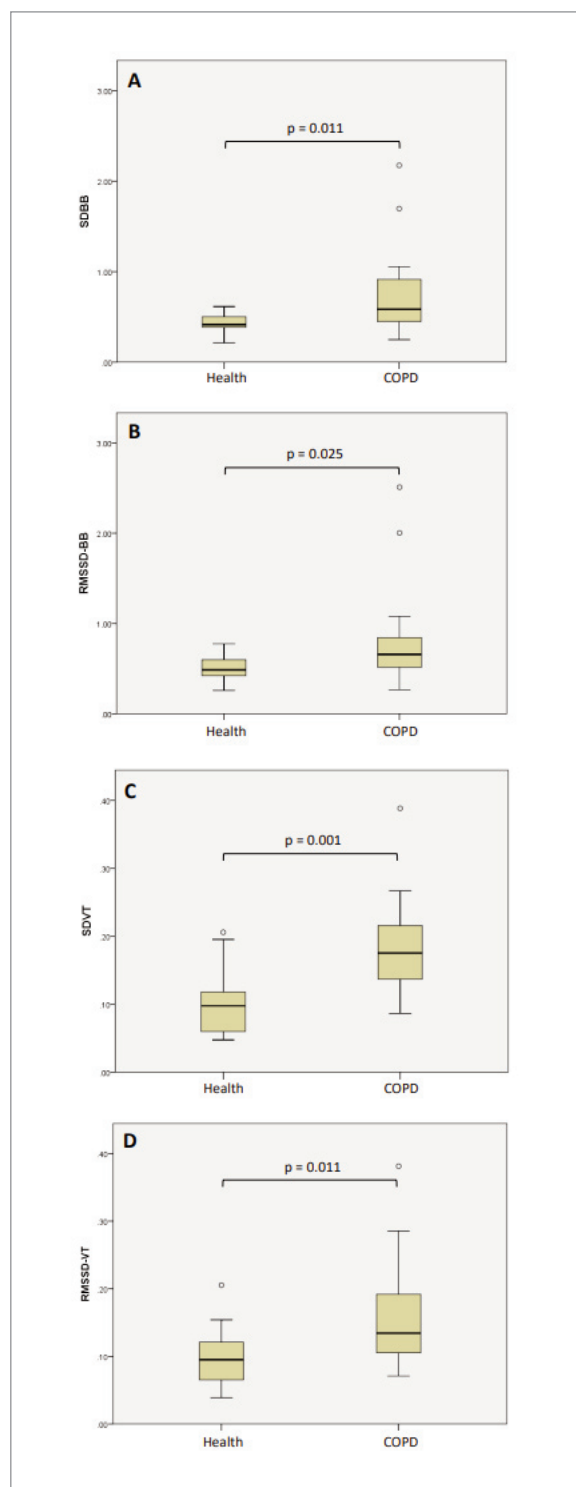 A
3.00
p = 0.011
2.00
SDBB
1.00
.00
Health COPD
B
3.00
p = 0.025
2.00
RMSSD-BB
1.00
.00
Health COPD
C
.40
p = 0.001
.30
SDVT
.20
.10
.00
Health COPD
D
.40
p = 0.011
.30
RMSSD-VT
.20
.10
.00
Health COPD